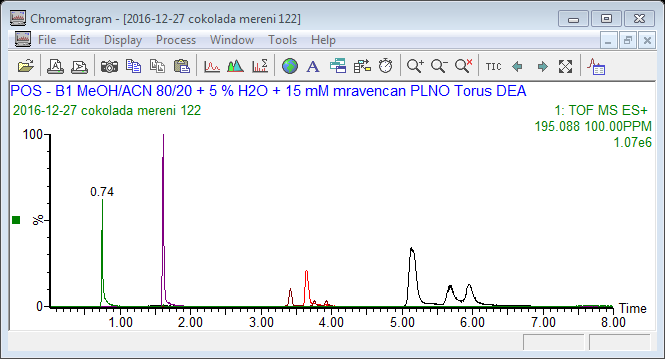 Chromatogram - [2016-12-27 cokolada mereni 122]
File Edit Display Process Window Tools Help
TIC
POS - B1 MeOH/ACN 80/20 + 5 % H2O + 15 mM mravencan PLNO Torus DEA
2016-12-27 cokolada mereni 122
1: TOF MS ES+
195.088 100.00PPM
1.07e6
100
0.74
%
0
Time
1.00 2.00 3.00 4.00 5.00 6.00 7.00 8.00